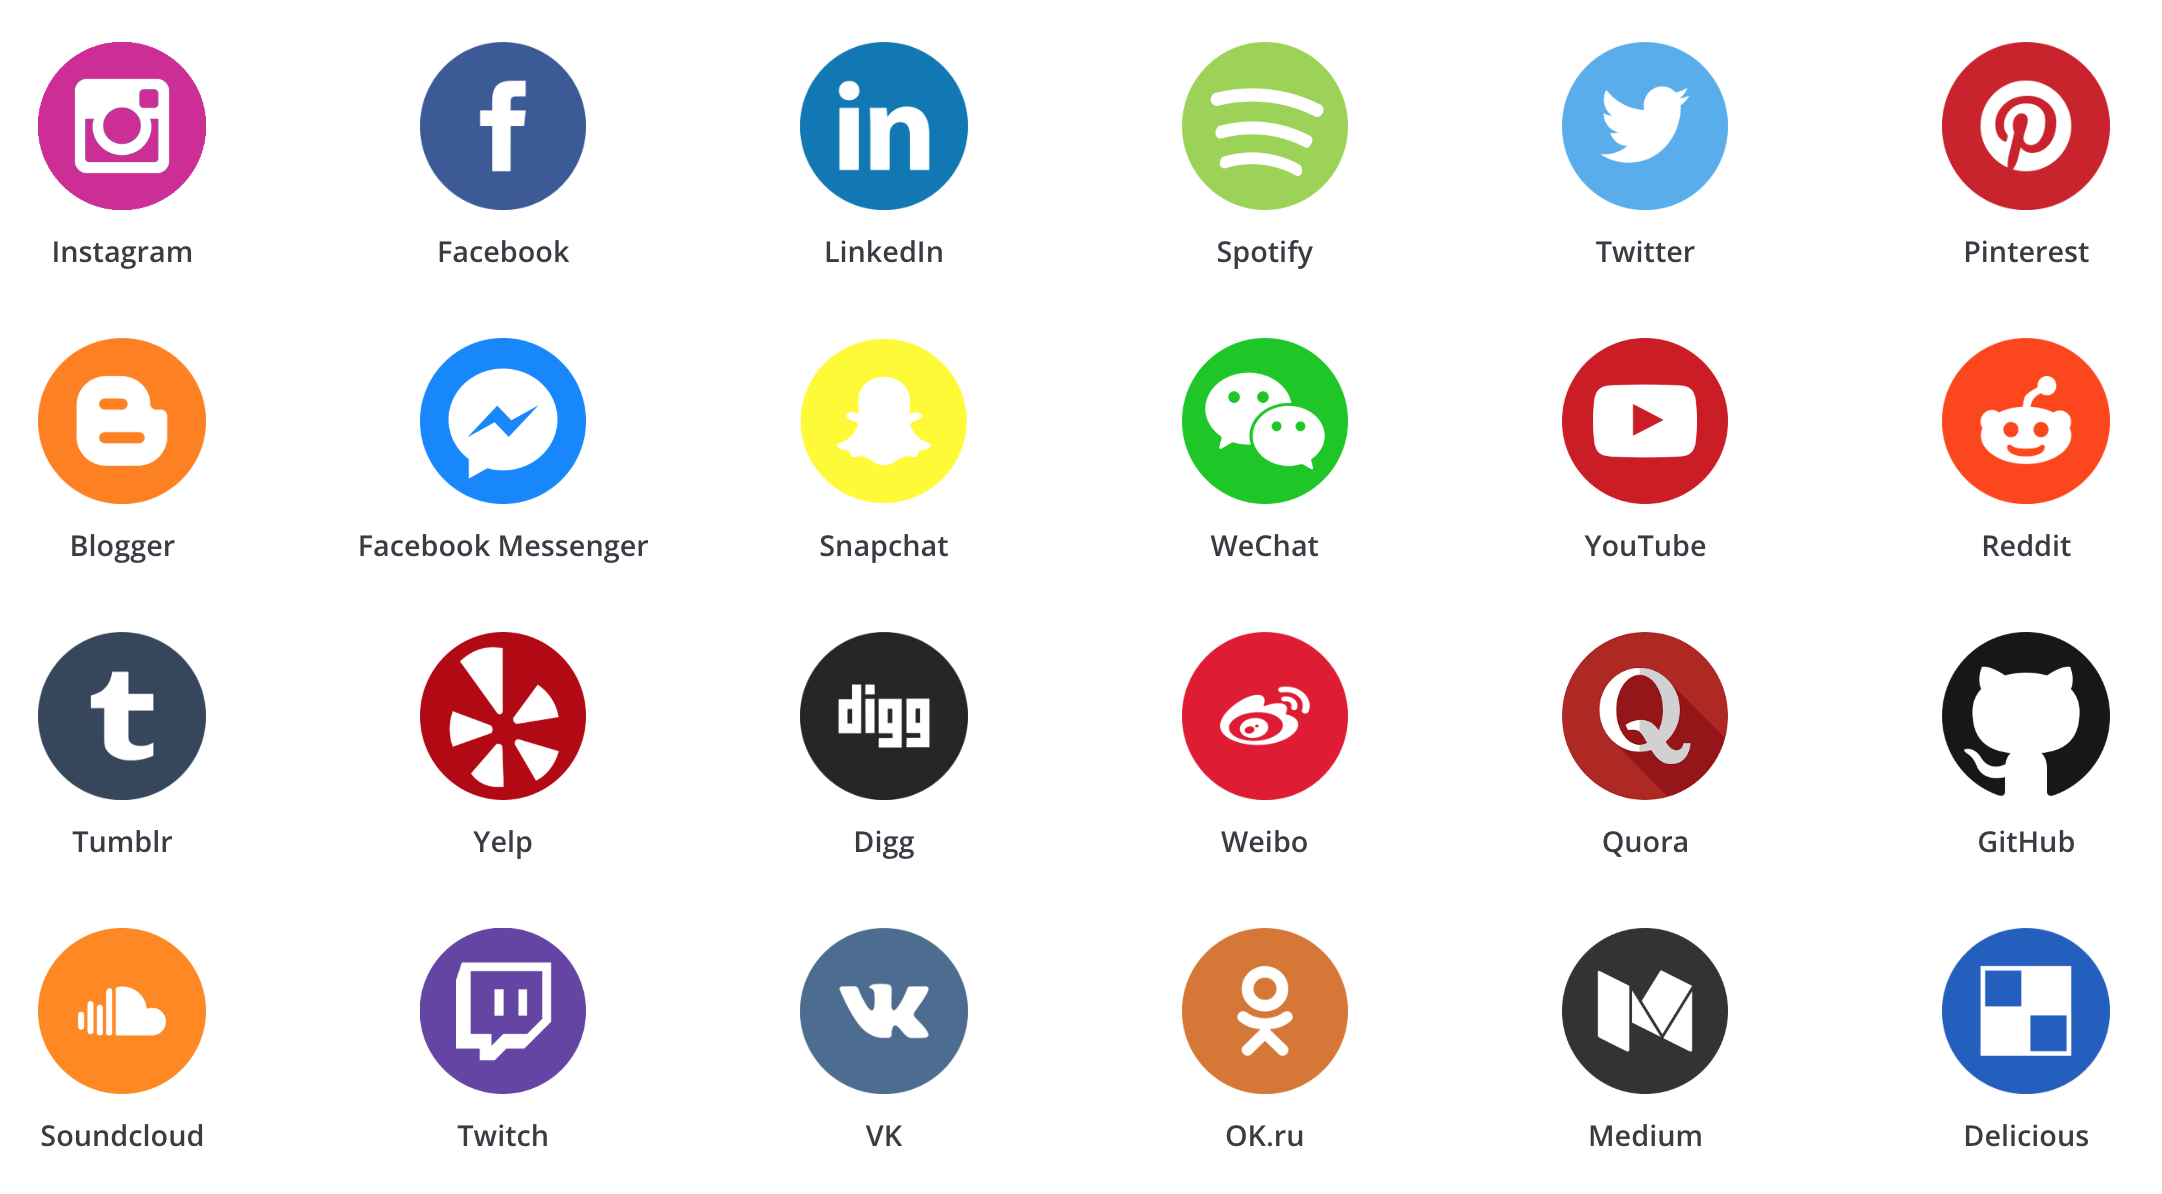 Instagram
Facebook
LinkedIn
Spotify
Twitter
Pinterest
Blogger
Facebook Messenger
Snapchat
WeChat
YouTube
Reddit
Tumblr
Yelp
digg
Digg
Weibo
Quora
GitHub
Soundcloud
Twitch
VK
OK.ru
Medium
Delicious